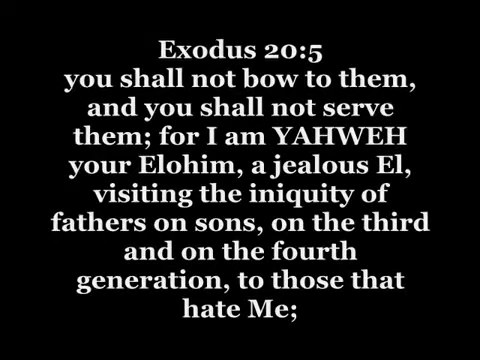 Exodus 20:5
you shall not bow to them,
and you shall not serve
them; for I am YAHWEH
your Elohim, a jealous El,
visiting the iniquity of
fathers on sons, on the third
and on the fourth
generation, to those that
hate Me;